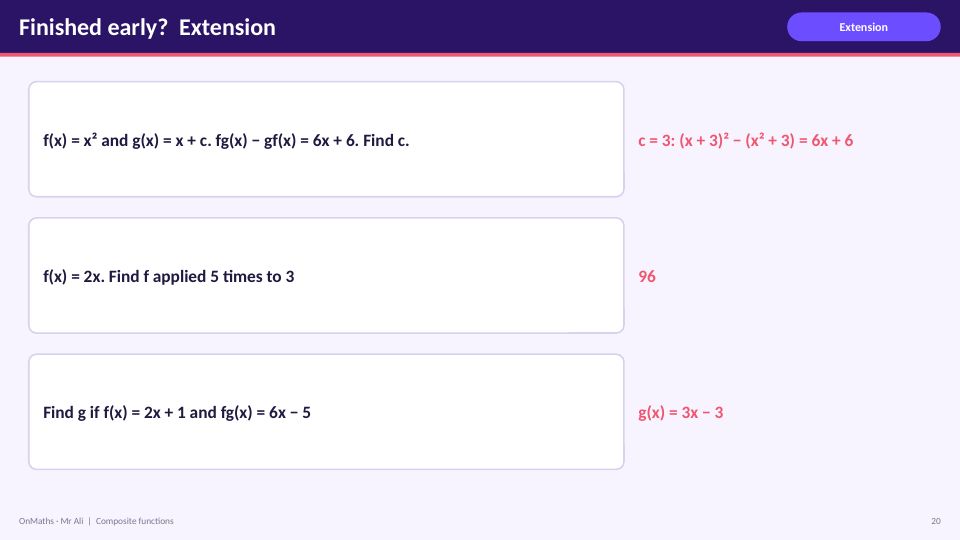 Finished early?  Extension
Extension
f(x) = x² and g(x) = x + c. fg(x) − gf(x) = 6x + 6. Find c.
c = 3: (x + 3)² − (x² + 3) = 6x + 6
f(x) = 2x. Find f applied 5 times to 3
96
Find g if f(x) = 2x + 1 and fg(x) = 6x − 5
g(x) = 3x − 3
OnMaths · Mr Ali  |  Composite functions
20